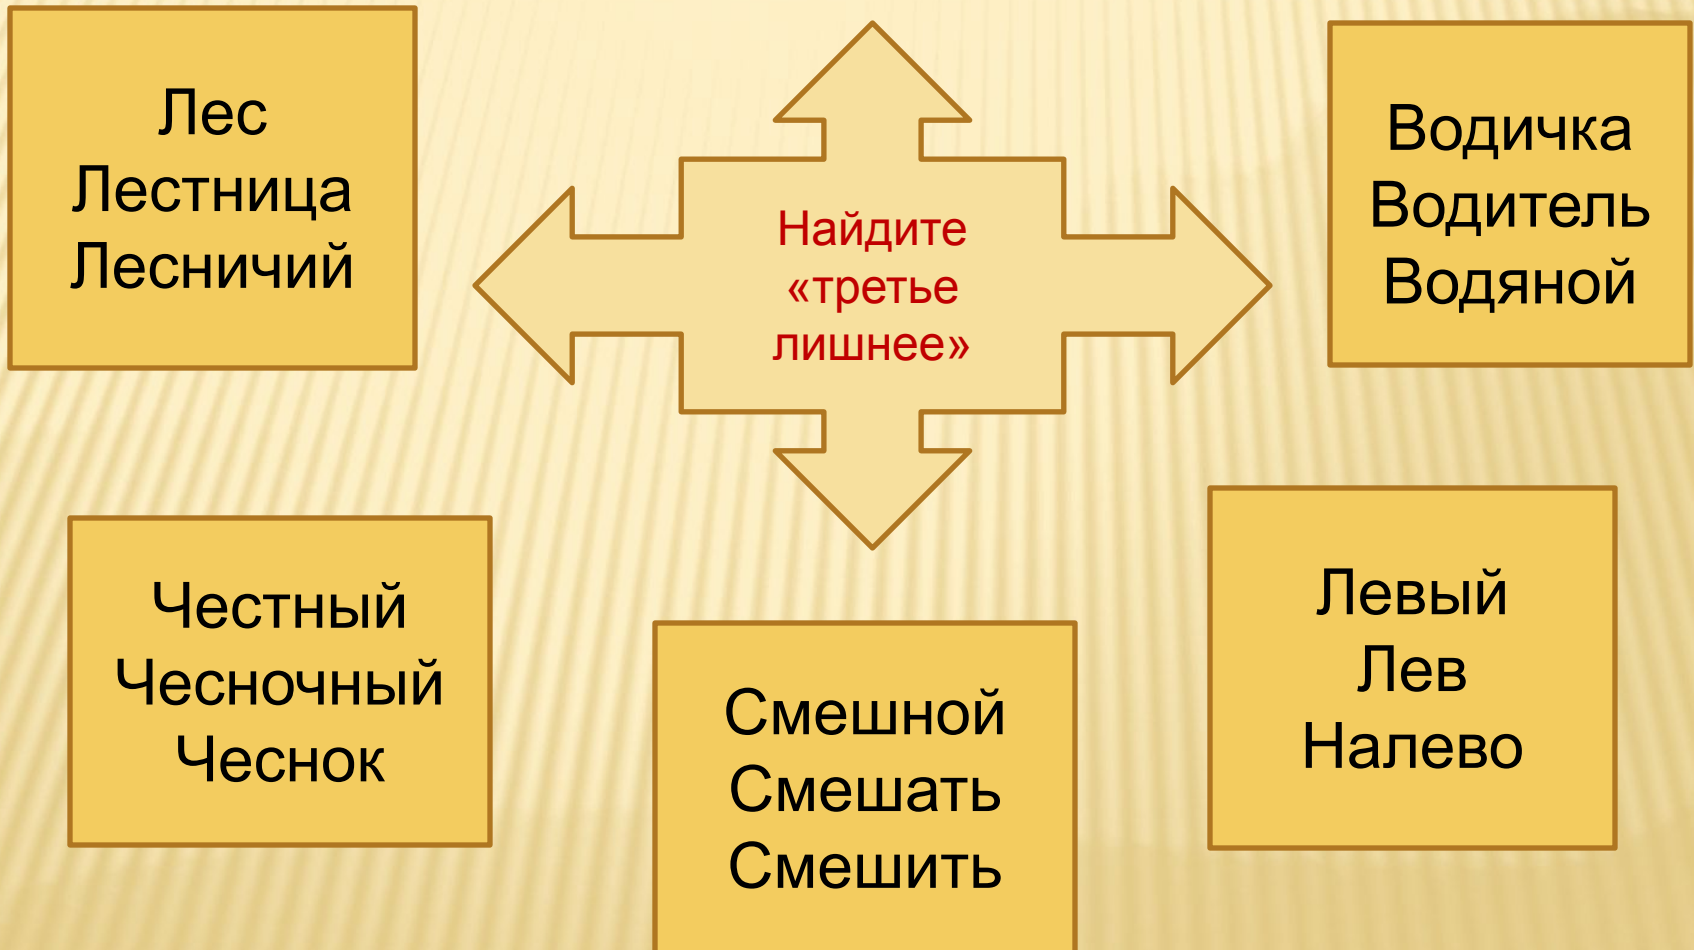 Лес
Лестница
Лесничий
Найдите
«третье
лишнее»
Водичка
Водитель
Водяной
Честный
Чесночный
Чеснок
Смешной
Смешать
Смешить
Левый
Лев
Налево